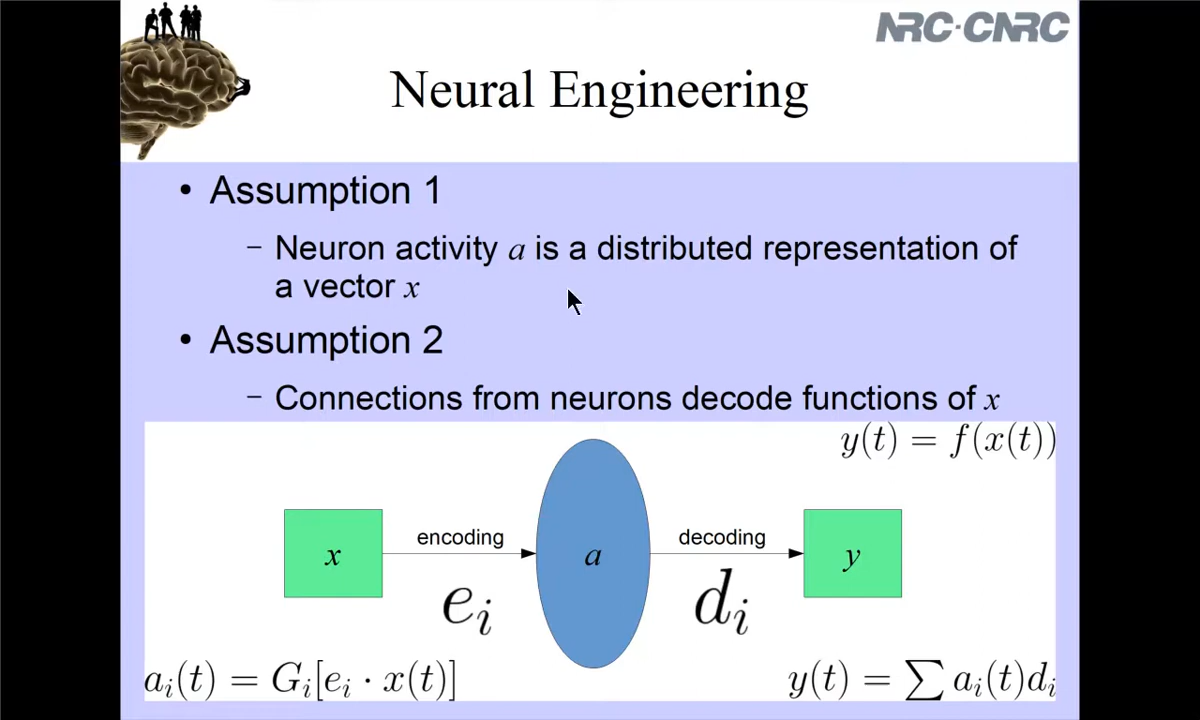 NRC·CNRC
Neural Engineering
• Assumption 1
– Neuron activity a is a distributed representation of
a vector x
• Assumption 2
– Connections from neurons decode functions of x
y(t) = f(x(t))
x
encoding
e_i
a
decoding
d_i
y
a_i(t) = G_i[e_i · x(t)]
y(t) = ∑ a_i(t)d_i